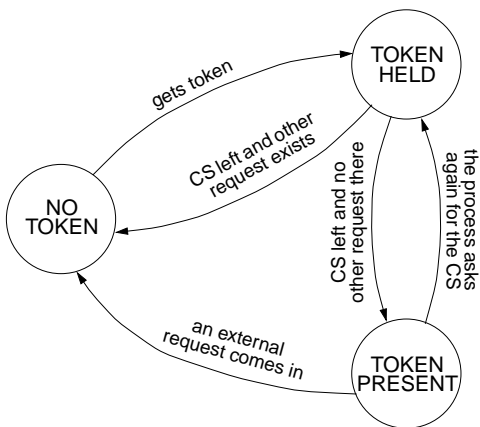 TOKEN
HELD
gets token
CS left and other
request exists
the process asks
again for the CS
CS left and no
other request there
NO
TOKEN
an external
request comes in
TOKEN
PRESENT